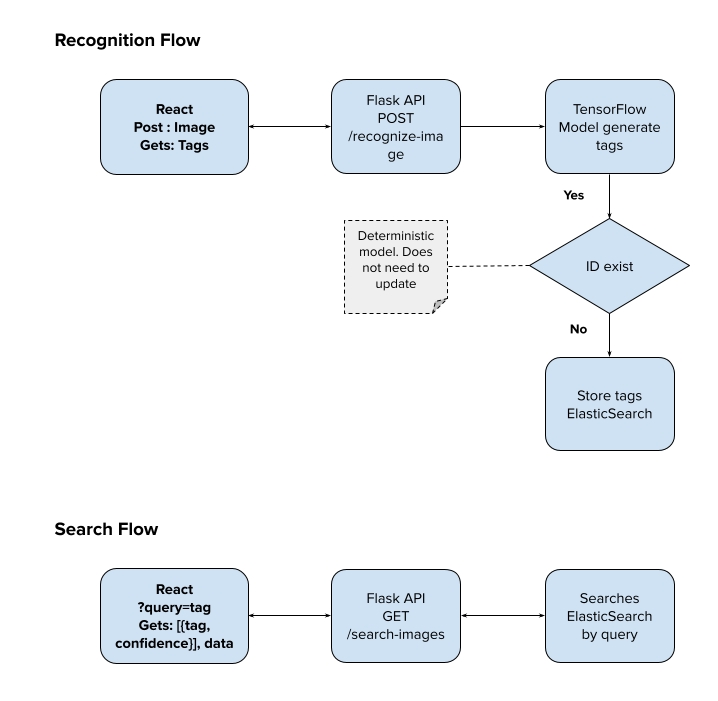 Recognition Flow
React
Post : Image
Gets: Tags
Flask API
POST
/recognize-ima
ge
TensorFlow
Model generate
tags
Yes
Deterministic
model. Does
not need to
update
ID exist
No
Store tags
ElasticSearch
Search Flow
React
?query=tag
Gets: [{tag,
confidence}], data
Flask API
GET
/search-images
Searches
ElasticSearch
by query